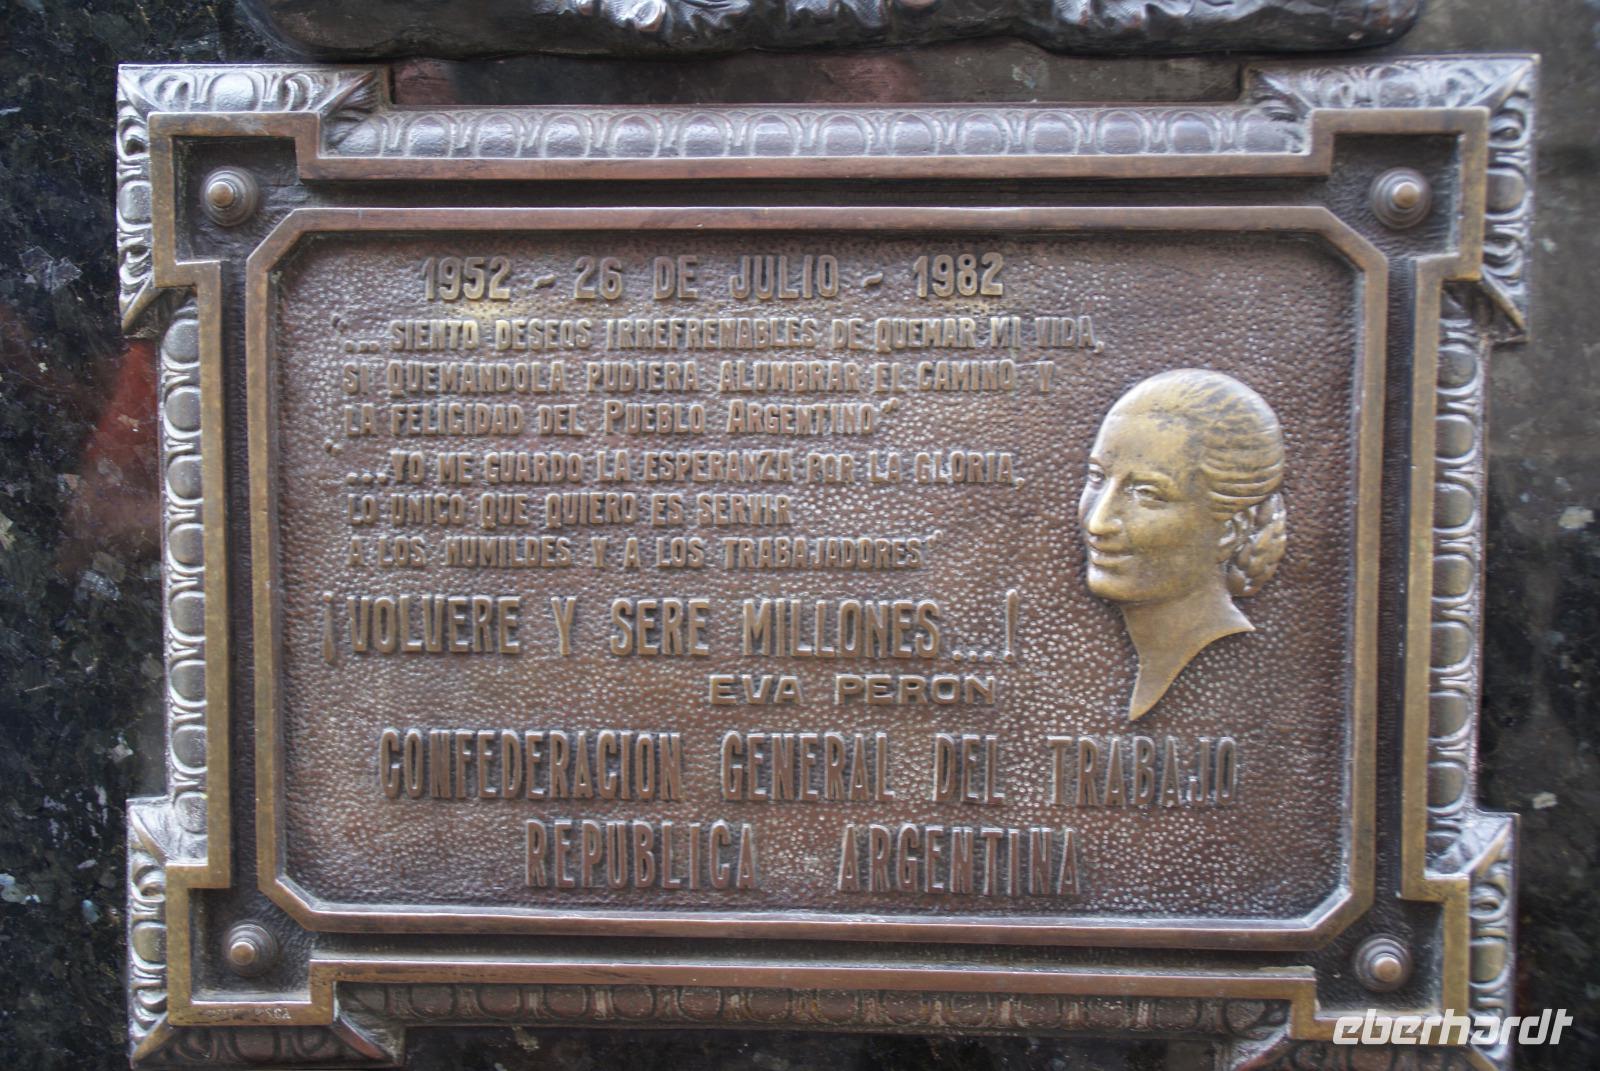 1952 - 26 DE JULIO - 1982
"... SIENTO DESEOS IRREFRENABLES DE QUEMAR MI VIDA,
SI QUEMANDOLA PUDIERA ALUMBRAR EL CAMINO Y
LA FELICIDAD DEL PUEBLO ARGENTINO"
"...YO ME GUARDO LA ESPERANZA POR LA GLORIA,
LO UNICO QUE QUIERO ES SERVIR
A LOS HUMILDES Y A LOS TRABAJADORES"
¡VOLVERE Y SERE MILLONES...!
EVA PERON
CONFEDERACION GENERAL DEL TRABAJO
REPUBLICA ARGENTINA
eberhardt